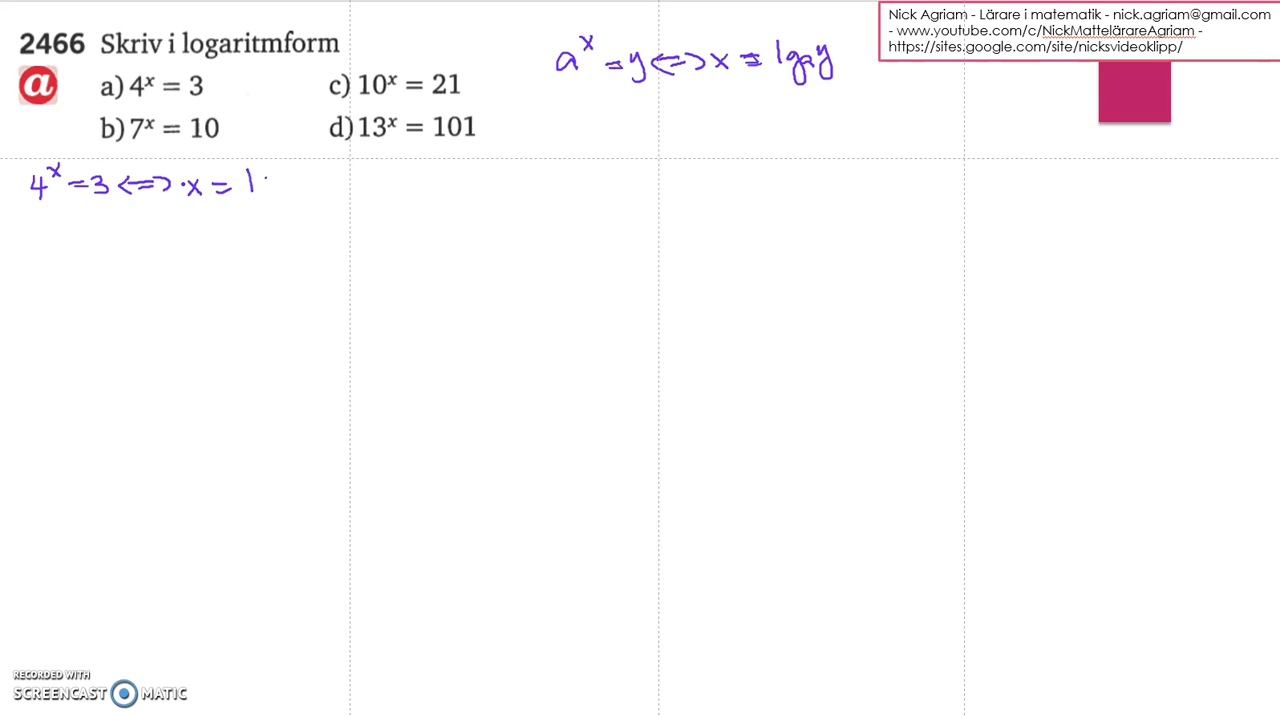 2466 Skriv i logaritmform
a
a) 4ˣ = 3
c) 10ˣ = 21
b) 7ˣ = 10
d) 13ˣ = 101
aˣ = y <=> x = lgₐy
Nick Agriam - Lärare i matematik - nick.agriam@gmail.com
- www.youtube.com/c/NickMattelärareAgriam -
https://sites.google.com/site/nicksvideoklipp/
4ˣ = 3 <=> x = l
RECORDED WITH
SCREENCAST MATIC